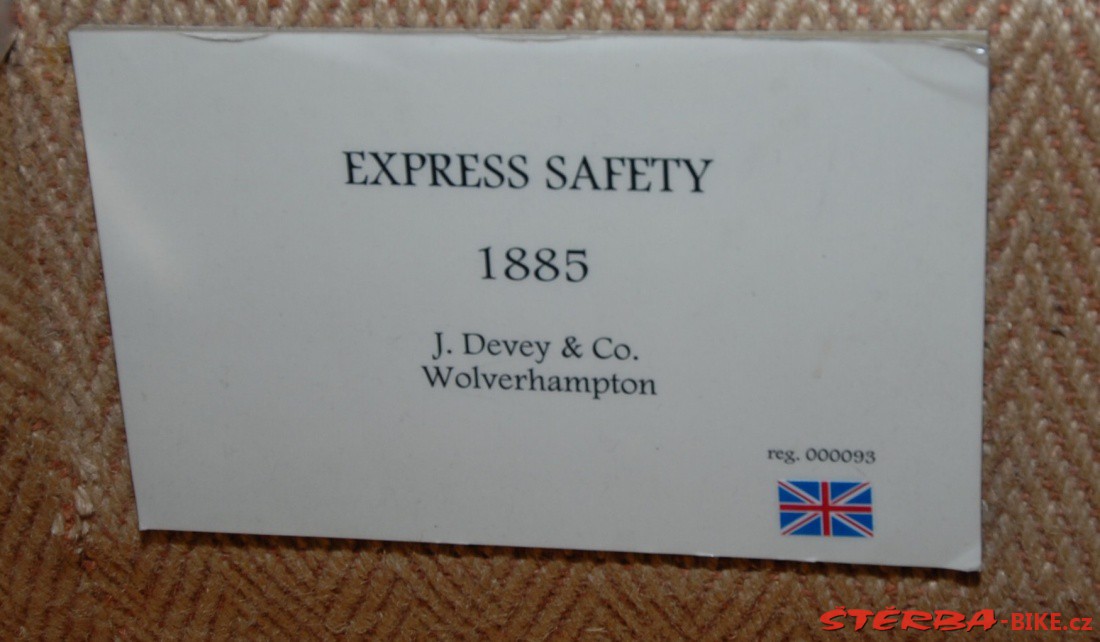 EXPRESS SAFETY
1885
J. Devey & Co.
Wolverhampton
reg. 000093
ŠTĚRBA-BIKE.cz